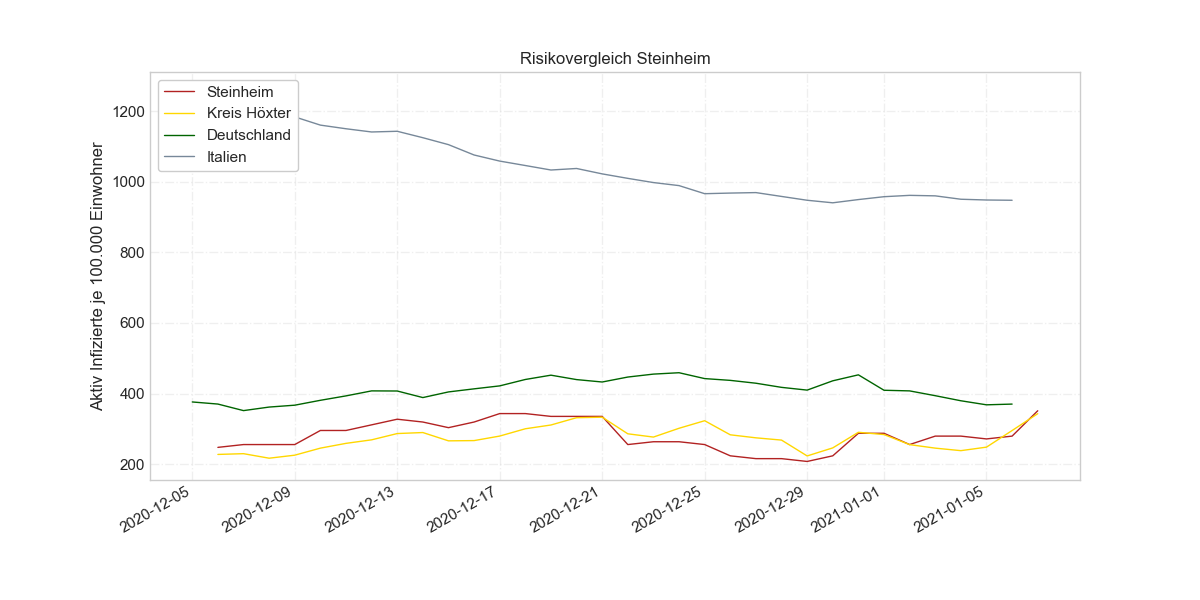 Risikovergleich Steinheim
Steinheim
Kreis Höxter
Deutschland
Italien
Aktiv Infizierte je 100.000 Einwohner
1200
1000
800
600
400
200
2020-12-05
2020-12-09
2020-12-13
2020-12-17
2020-12-21
2020-12-25
2020-12-29
2021-01-01
2021-01-05